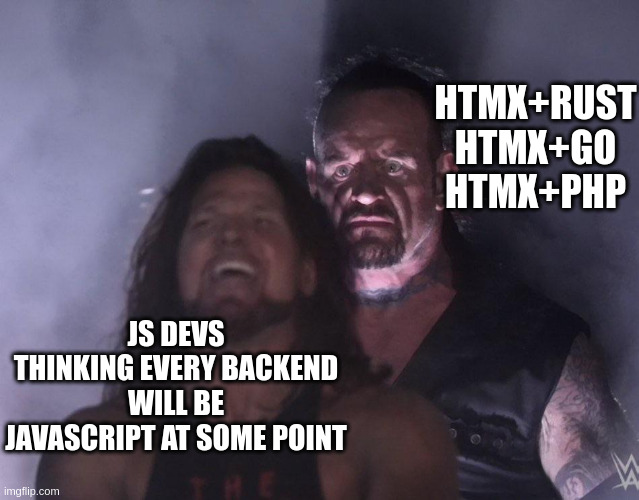 HTMX+RUST
HTMX+GO
HTMX+PHP
JS DEVS
THINKING EVERY BACKEND
WILL BE
JAVASCRIPT AT SOME POINT
THE
imgflip.com
W